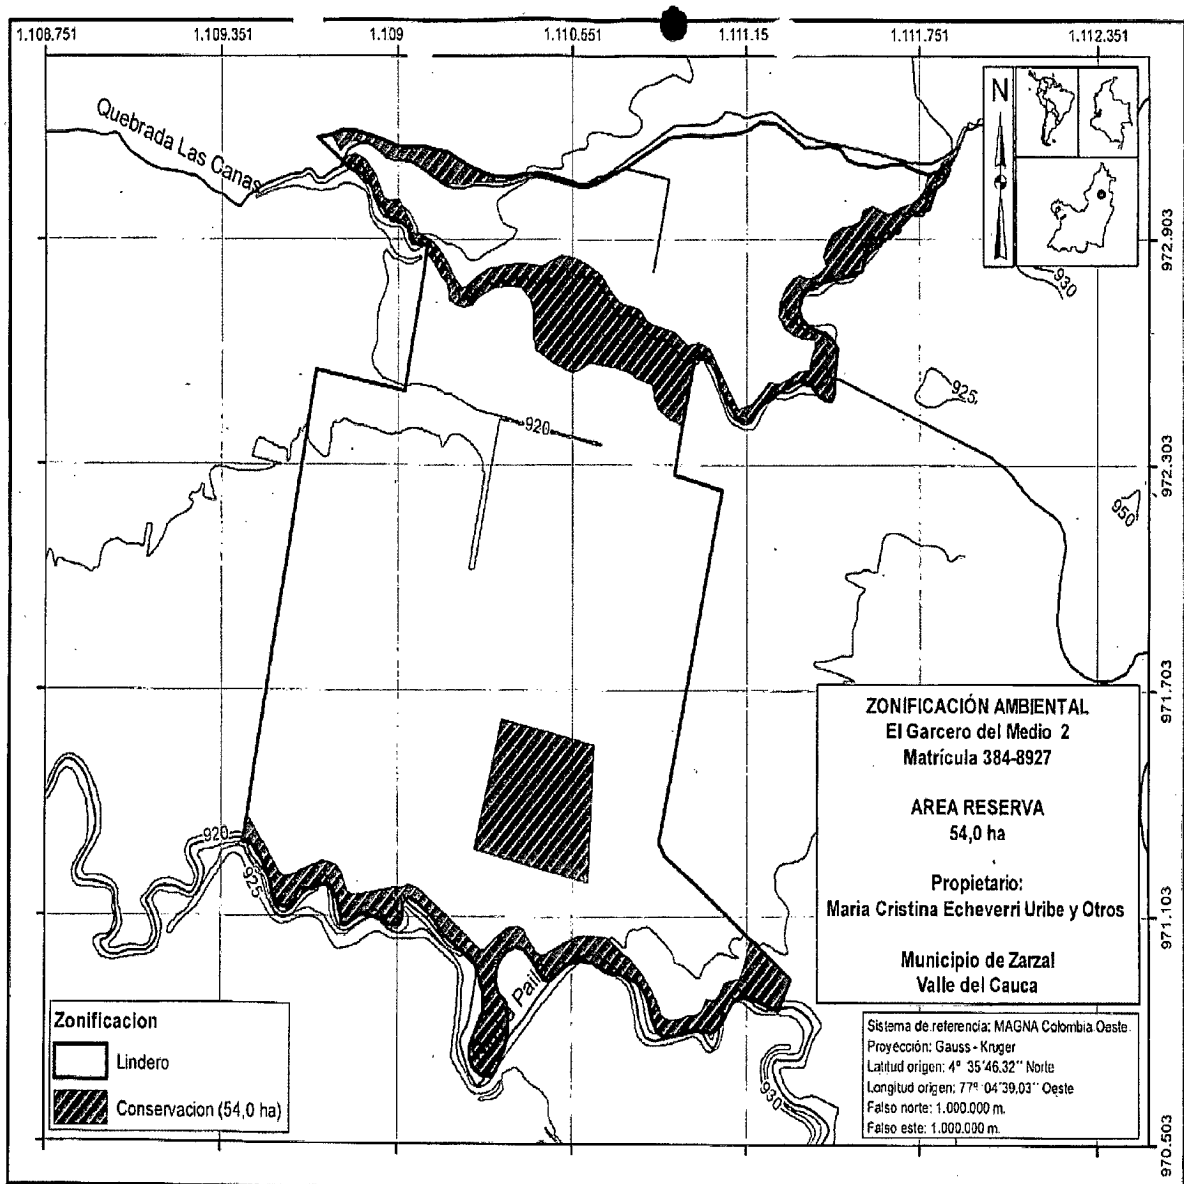 1.108.751 1.109.351 1.109 1.110.551 1.111.15 1.111.751 1.112.351
N
Quebrada Las Canas
972.903
930
925
920
972.303
950
971.703
ZONIFICACIÓN AMBIENTAL
El Garcero del Medio 2
Matrícula 384-8927
AREA RESERVA
54,0 ha
Propietario:
Maria Cristina Echeverri Uribe y Otros
Municipio de Zarzal
Valle del Cauca
920
925
971.103
Pail
930
Zonificacion
Lindero
Conservacion (54,0 ha)
Sistema de referencia: MAGNA Colombia Oeste
Proyección: Gauss - Kruger
Latitud origen: 4° 35'46.32'' Norte
Longitud origen: 77° 04'39,03'' Oeste
Falso norte: 1.000.000 m.
Falso este: 1.000.000 m.
970.503